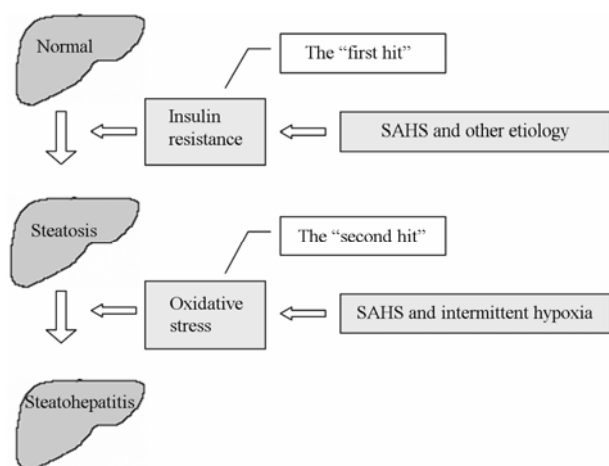 Normal
The “first hit”
Insulin
resistance
SAHS and other etiology
Steatosis
The “second hit”
Oxidative
stress
SAHS and intermittent hypoxia
Steatohepatitis